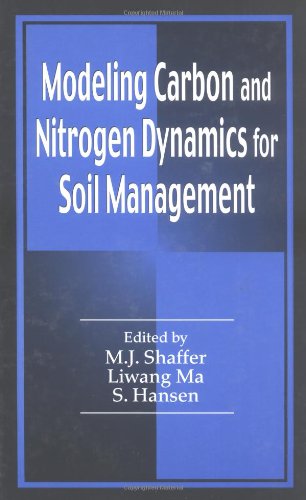 Modeling Carbon and
Nitrogen Dynamics for
Soil Management
Edited by
M.J. Shaffer
Liwang Ma
S. Hansen